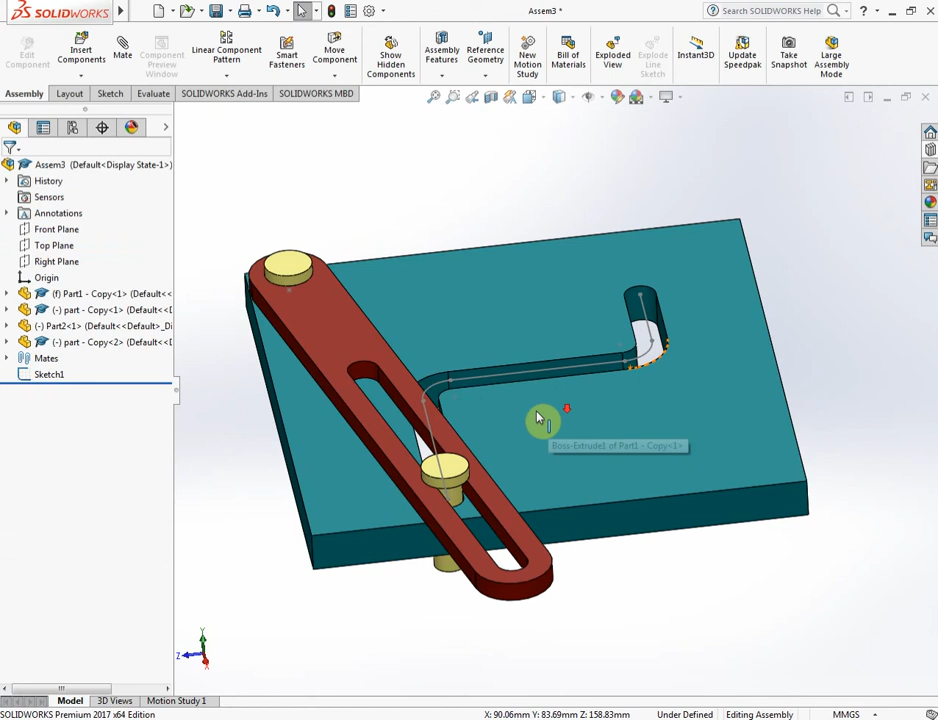 SOLIDWORKS
Assem3 *
Search SOLIDWORKS Help
Edit Component
Insert Components
Mate
Component Preview Window
Linear Component Pattern
Smart Fasteners
Move Component
Show Hidden Components
Assembly Features
Reference Geometry
New Motion Study
Bill of Materials
Exploded View
Explode Line Sketch
Instant3D
Update Speedpak
Take Snapshot
Large Assembly Mode
Assembly Layout Sketch Evaluate SOLIDWORKS Add-Ins SOLIDWORKS MBD
Assem3 (Default<Display State-1>)
History
Sensors
Annotations
Front Plane
Top Plane
Right Plane
Origin
(f) Part1 - Copy<1> (Default<<
(-) part - Copy<1> (Default<<D
(-) Part2<1> (Default<<Default>_Di
(-) part - Copy<2> (Default<<D
Mates
Sketch1
Boss-Extrude1 of Part1 - Copy<1>
Y
Z
X
Model 3D Views Motion Study 1
SOLIDWORKS Premium 2017 x64 Edition
X: 90.06mm Y: 83.69mm Z: 158.83mm
Under Defined
Editing Assembly
MMGS